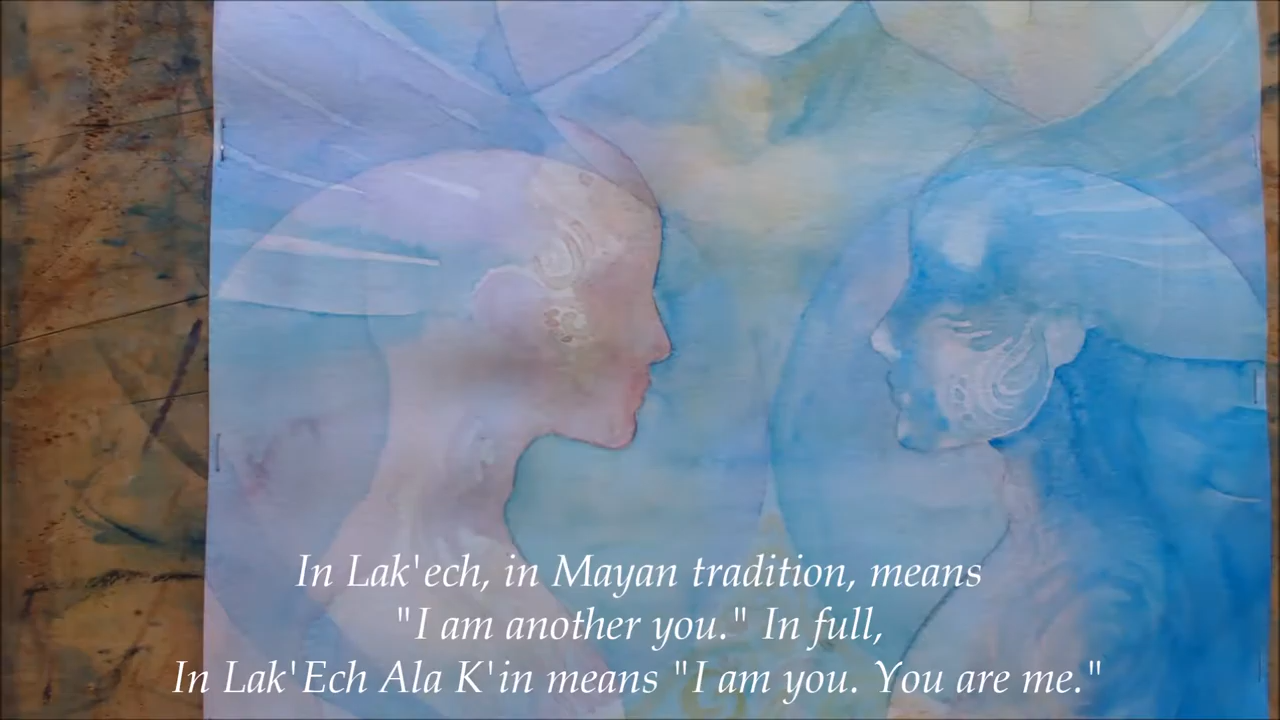 In Lak'ech, in Mayan tradition, means
"I am another you." In full,
In Lak'Ech Ala K'in means "I am you. You are me."